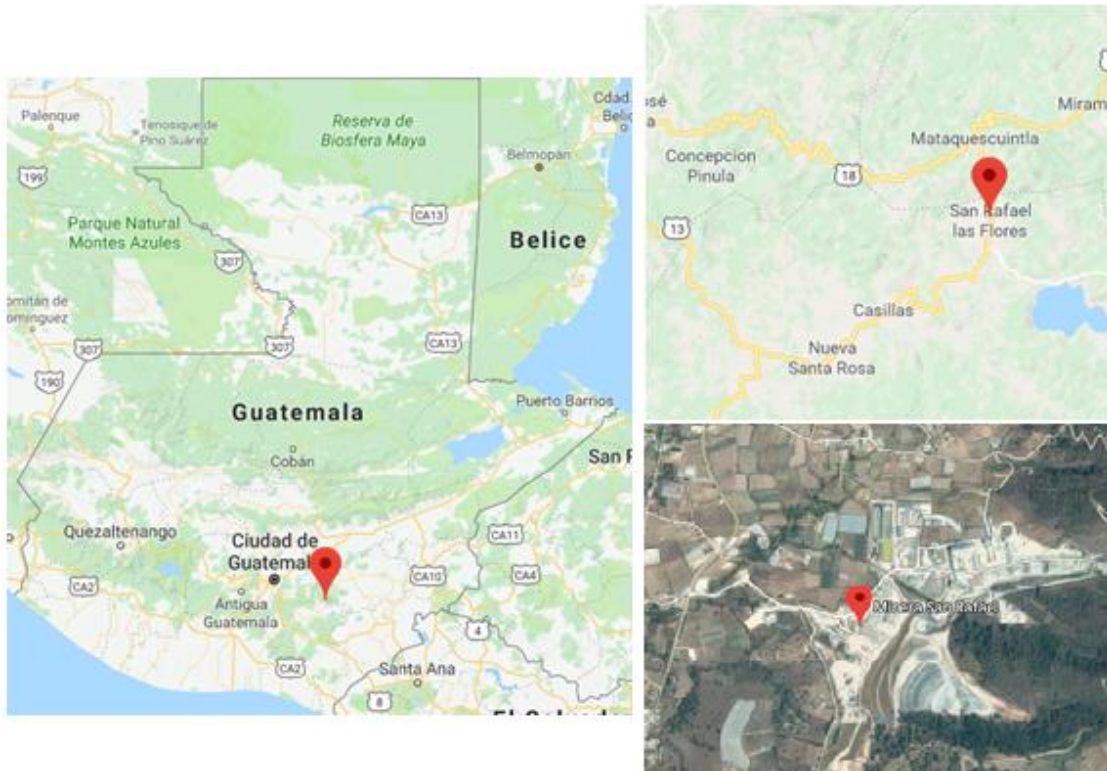 Palenque
Tenosique de
Pino Suárez
Reserva de
Biosfera Maya
Cdad.
Belmopán
199
CA13
Parque Natural
Montes Azules
Belice
307
307
CA13
307
190
Guatemala
Puerto Barrios
Cobán
San
Quezaltenango
Ciudad de
CA11
CA2
CA10
CA4
Antigua
Guatemala
4
CA2
Santa Ana
8
Miram
Mataquescuintla
Concepcion
Pinula
18
San Rafael
las Flores
13
Casillas
Nueva
Santa Rosa
Minera San Rafael